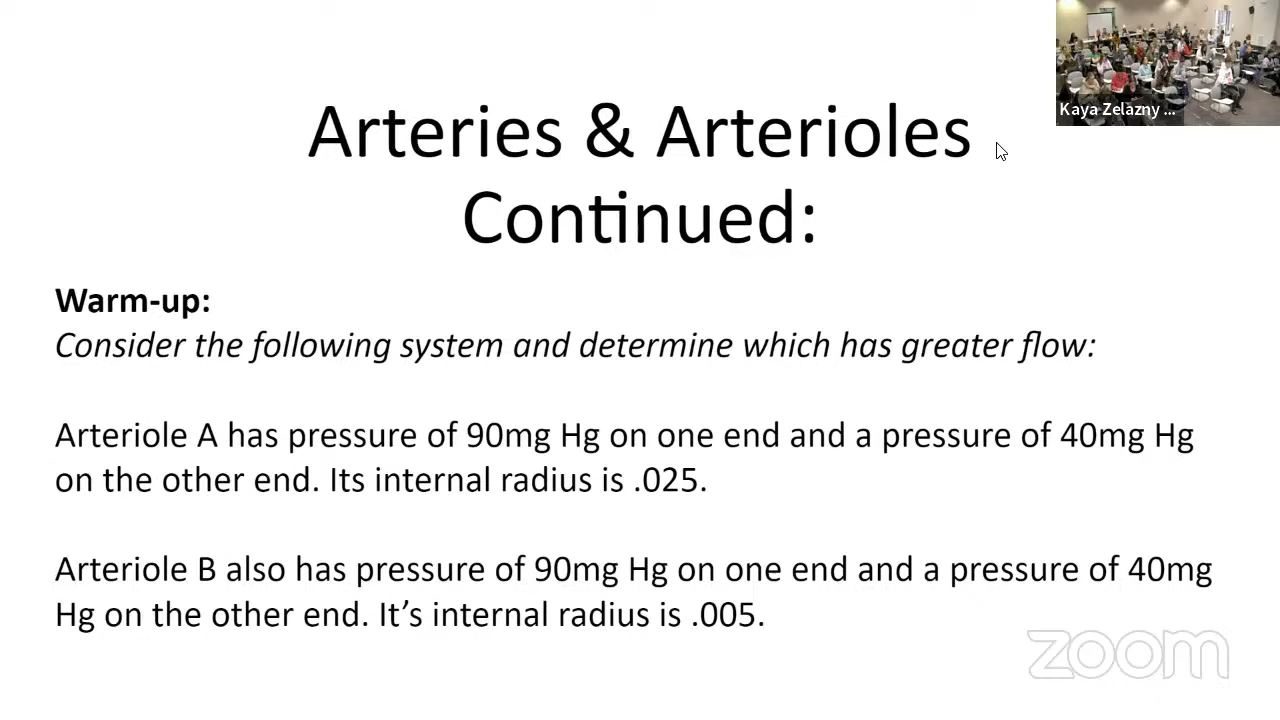 Kaya Zelazny ...
Arteries & Arterioles
Continued:
Warm-up:
Consider the following system and determine which has greater flow:
Arteriole A has pressure of 90mg Hg on one end and a pressure of 40mg Hg
on the other end. Its internal radius is .025.
Arteriole B also has pressure of 90mg Hg on one end and a pressure of 40mg
Hg on the other end. It’s internal radius is .005.
zoom